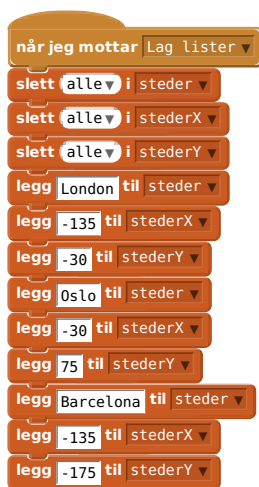 når jeg mottar Lag lister
slett alle i steder
slett alle i stederX
slett alle i stederY
legg London til steder
legg -135 til stederX
legg -30 til stederY
legg Oslo til steder
legg -30 til stederX
legg 75 til stederY
legg Barcelona til steder
legg -135 til stederX
legg -175 til stederY